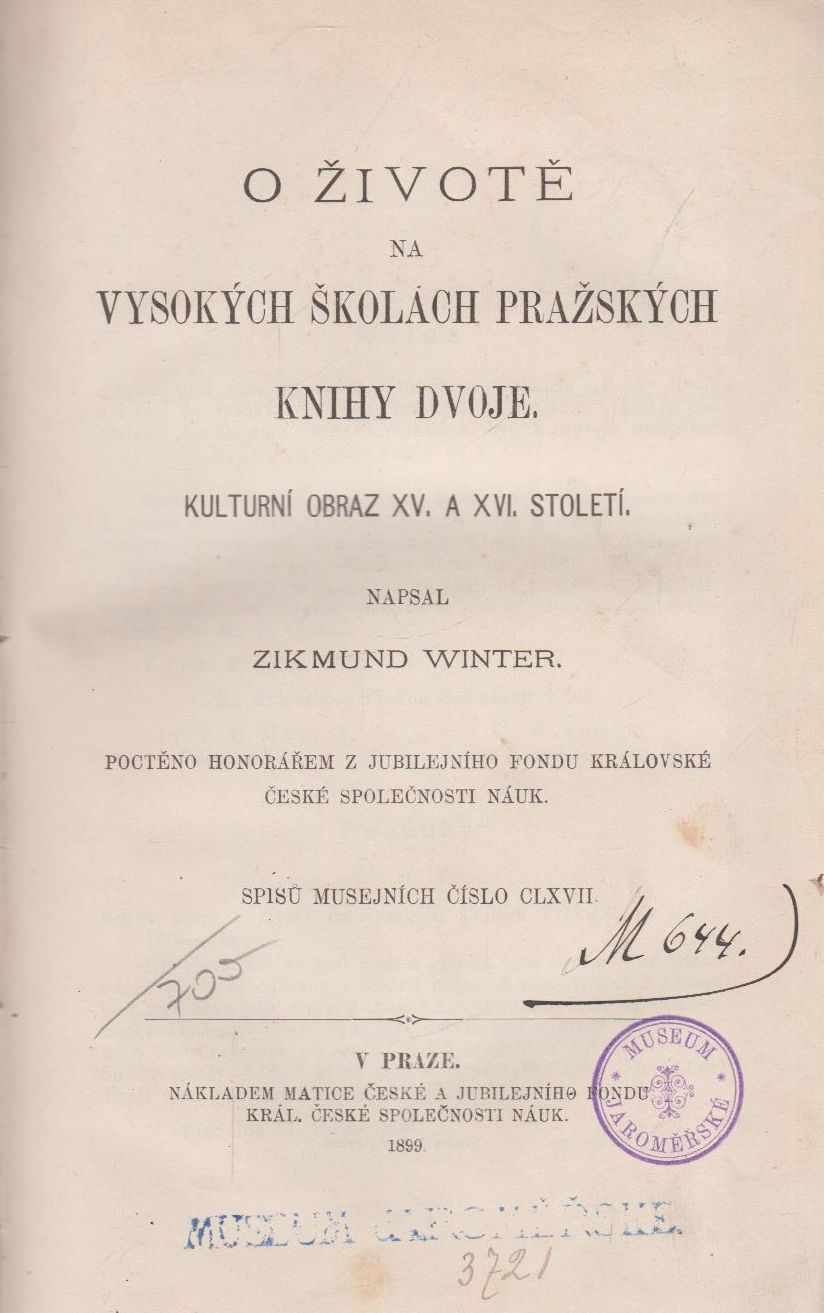 O ŽIVOTĚ
NA
VYSOKÝCH ŠKOLÁCH PRAŽSKÝCH
KNIHY DVOJE.
KULTURNÍ OBRAZ XV. A XVI. STOLETÍ.
NAPSAL
ZIKMUND WINTER.
POCTĚNO HONORÁŘEM Z JUBILEJNÍHO FONDU KRÁLOVSKÉ
ČESKÉ SPOLEČNOSTI NÁUK.
SPISŮ MUSEJNÍCH ČÍSLO CLXVII.
M 644.
705
V PRAZE.
NÁKLADEM MATICE ČESKÉ A JUBILEJNÍHO FONDU
KRÁL. ČESKÉ SPOLEČNOSTI NÁUK.
1899.
* MUSEUM *
JAROMĚŘSKÉ
MUSEUM JAROMĚŘSKÉ.
3721